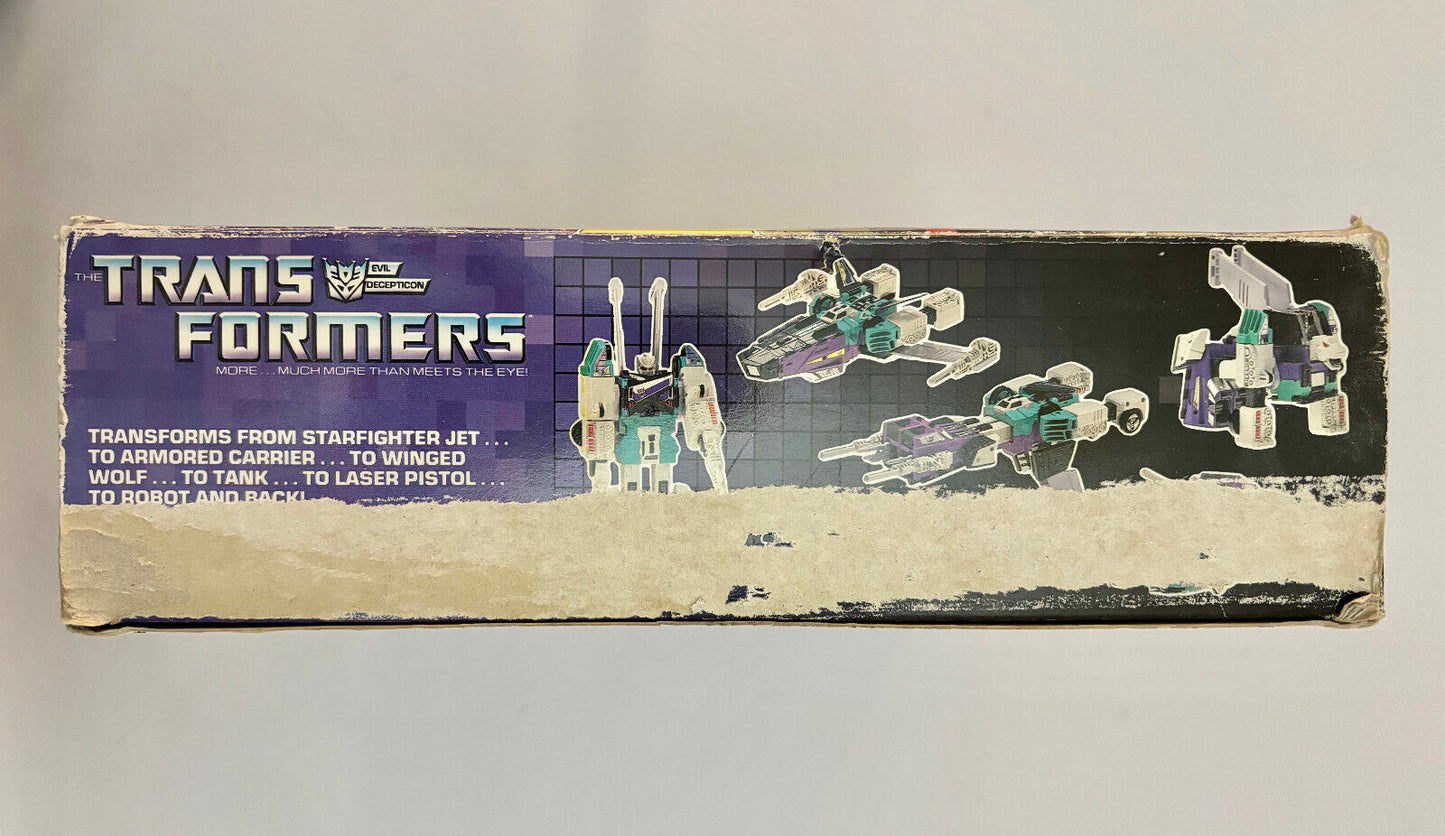 THE TRANS EVIL DECEPTICON
FORMERS
MORE...MUCH MORE THAN MEETS THE EYE!
TRANSFORMS FROM STARFIGHTER JET...
TO ARMORED CARRIER...TO WINGED
WOLF...TO TANK...TO LASER PISTOL...
TO ROBOT AND BACK!